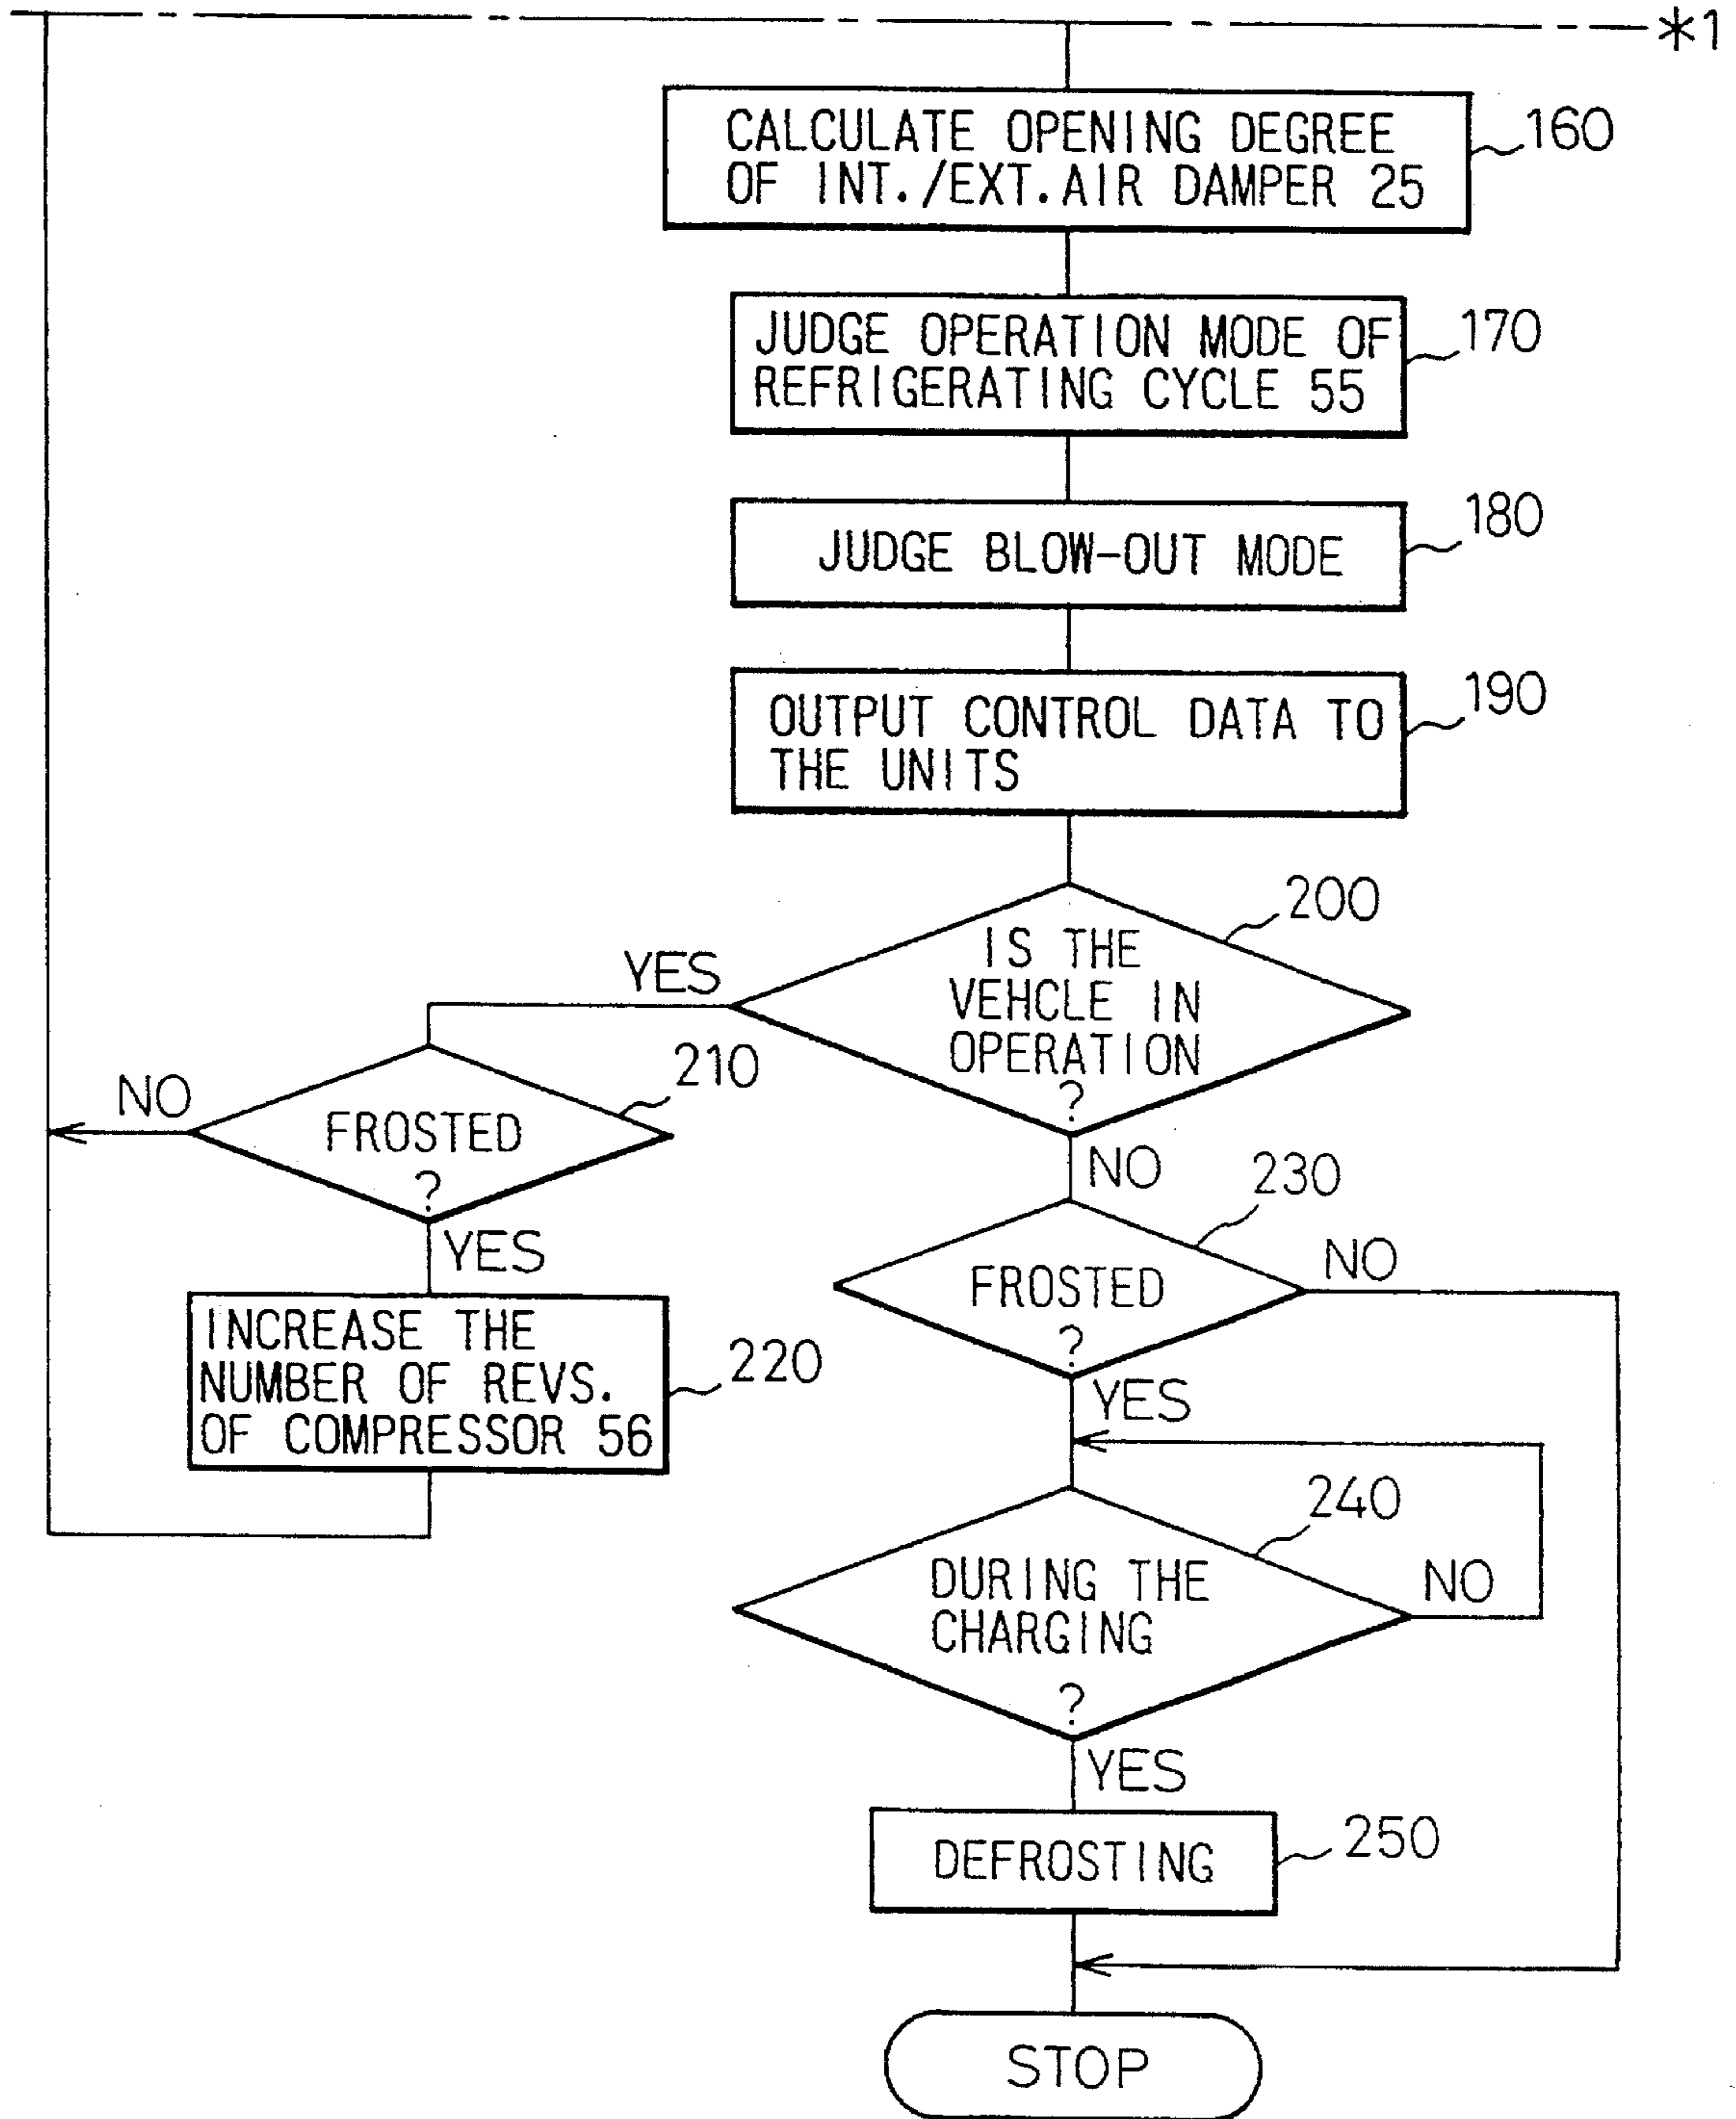 *1
CALCULATE OPENING DEGREE
OF INT./EXT.AIR DAMPER 25
160
JUDGE OPERATION MODE OF
REFRIGERATING CYCLE 55
170
JUDGE BLOW-OUT MODE
180
OUTPUT CONTROL DATA TO
THE UNITS
190
IS THE
VEHCLE IN
OPERATION
?
200
YES
NO
FROSTED
?
210
NO
YES
INCREASE THE
NUMBER OF REVS.
OF COMPRESSOR 56
220
FROSTED
?
230
NO
YES
DURING THE
CHARGING
?
240
NO
YES
DEFROSTING
250
STOP